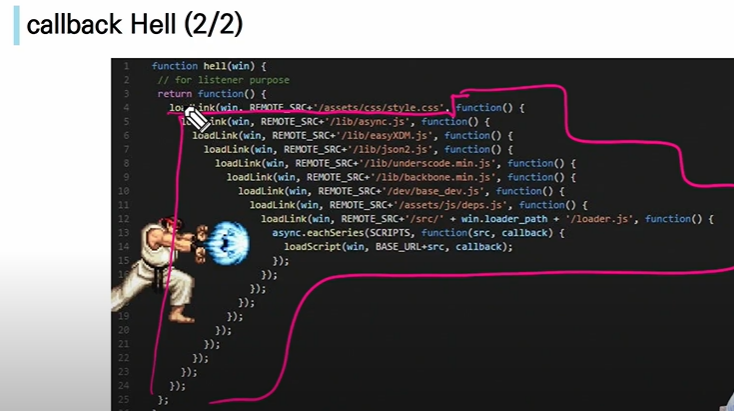 callback Hell (2/2)
1 function hell(win) {
2 // for listener purpose
3 return function() {
4 loadLink(win, REMOTE_SRC+'/assets/css/style.css', function() {
5 loadLink(win, REMOTE_SRC+'/lib/async.js', function() {
6 loadLink(win, REMOTE_SRC+'/lib/easyXDM.js', function() {
7 loadLink(win, REMOTE_SRC+'/lib/json2.js', function() {
8 loadLink(win, REMOTE_SRC+'/lib/underscode.min.js', function() {
9 loadLink(win, REMOTE_SRC+'/lib/backbone.min.js', function() {
10 loadLink(win, REMOTE_SRC+'/dev/base_dev.js', function() {
11 loadLink(win, REMOTE_SRC+'/assets/js/deps.js', function() {
12 loadLink(win, REMOTE_SRC+'/src/' + win.loader_path + '/loader.js', function() {
13 async.eachSeries(SCRIPTS, function(src, callback) {
14 loadScript(win, BASE_URL+src, callback);
15 });
16 });
17 });
18 });
19 });
20 });
21 });
22 });
23 });
24 });
25 };